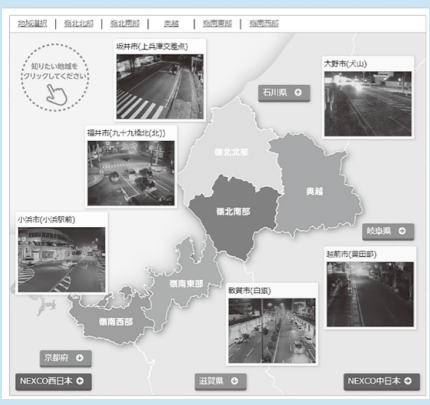 地域選択 | 嶺北北部 | 嶺北南部 | 奥越 | 嶺南東部 | 嶺南西部
知りたい地域を
クリックしてください
坂井市(上兵庫交差点)
大野市(犬山)
石川県
福井市(九十九橋北(北))
嶺北北部
奥越
嶺北南部
小浜市(小浜駅前)
岐阜県
越前市(粟田部)
嶺南東部
敦賀市(白銀)
嶺南西部
京都府
滋賀県
NEXCO西日本
NEXCO中日本